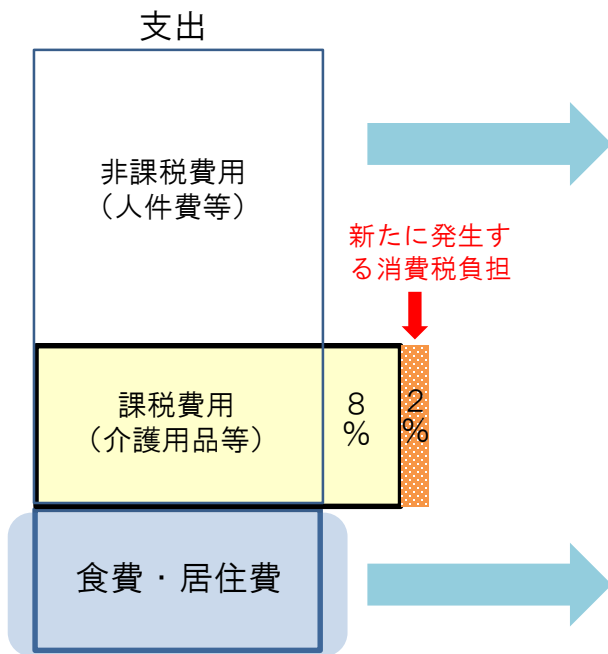 支出
非課税費用
（人件費等）
新たに発生す
る消費税負担
課税費用
（介護用品等）
８
％
２
％
食費・居住費